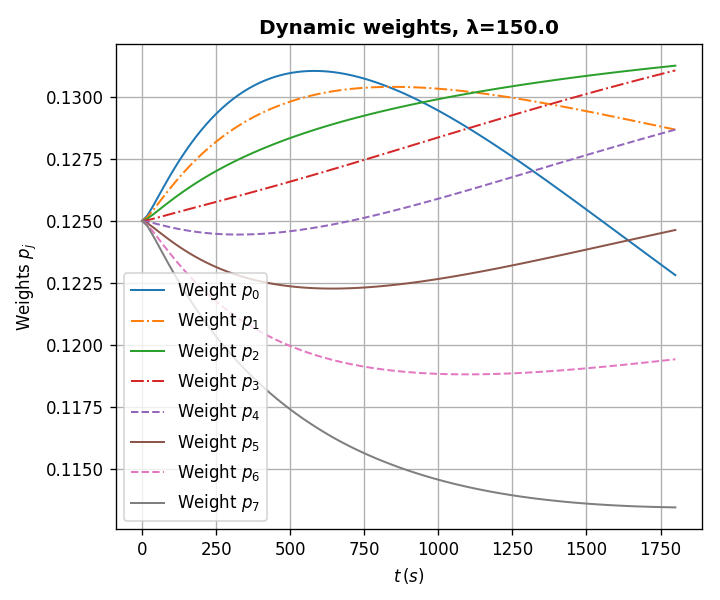 Dynamic weights, λ=150.0
Weights p_j
0.1300
0.1275
0.1250
0.1225
0.1200
0.1175
0.1150
Weight p_0
Weight p_1
Weight p_2
Weight p_3
Weight p_4
Weight p_5
Weight p_6
Weight p_7
0 250 500 750 1000 1250 1500 1750
t (s)